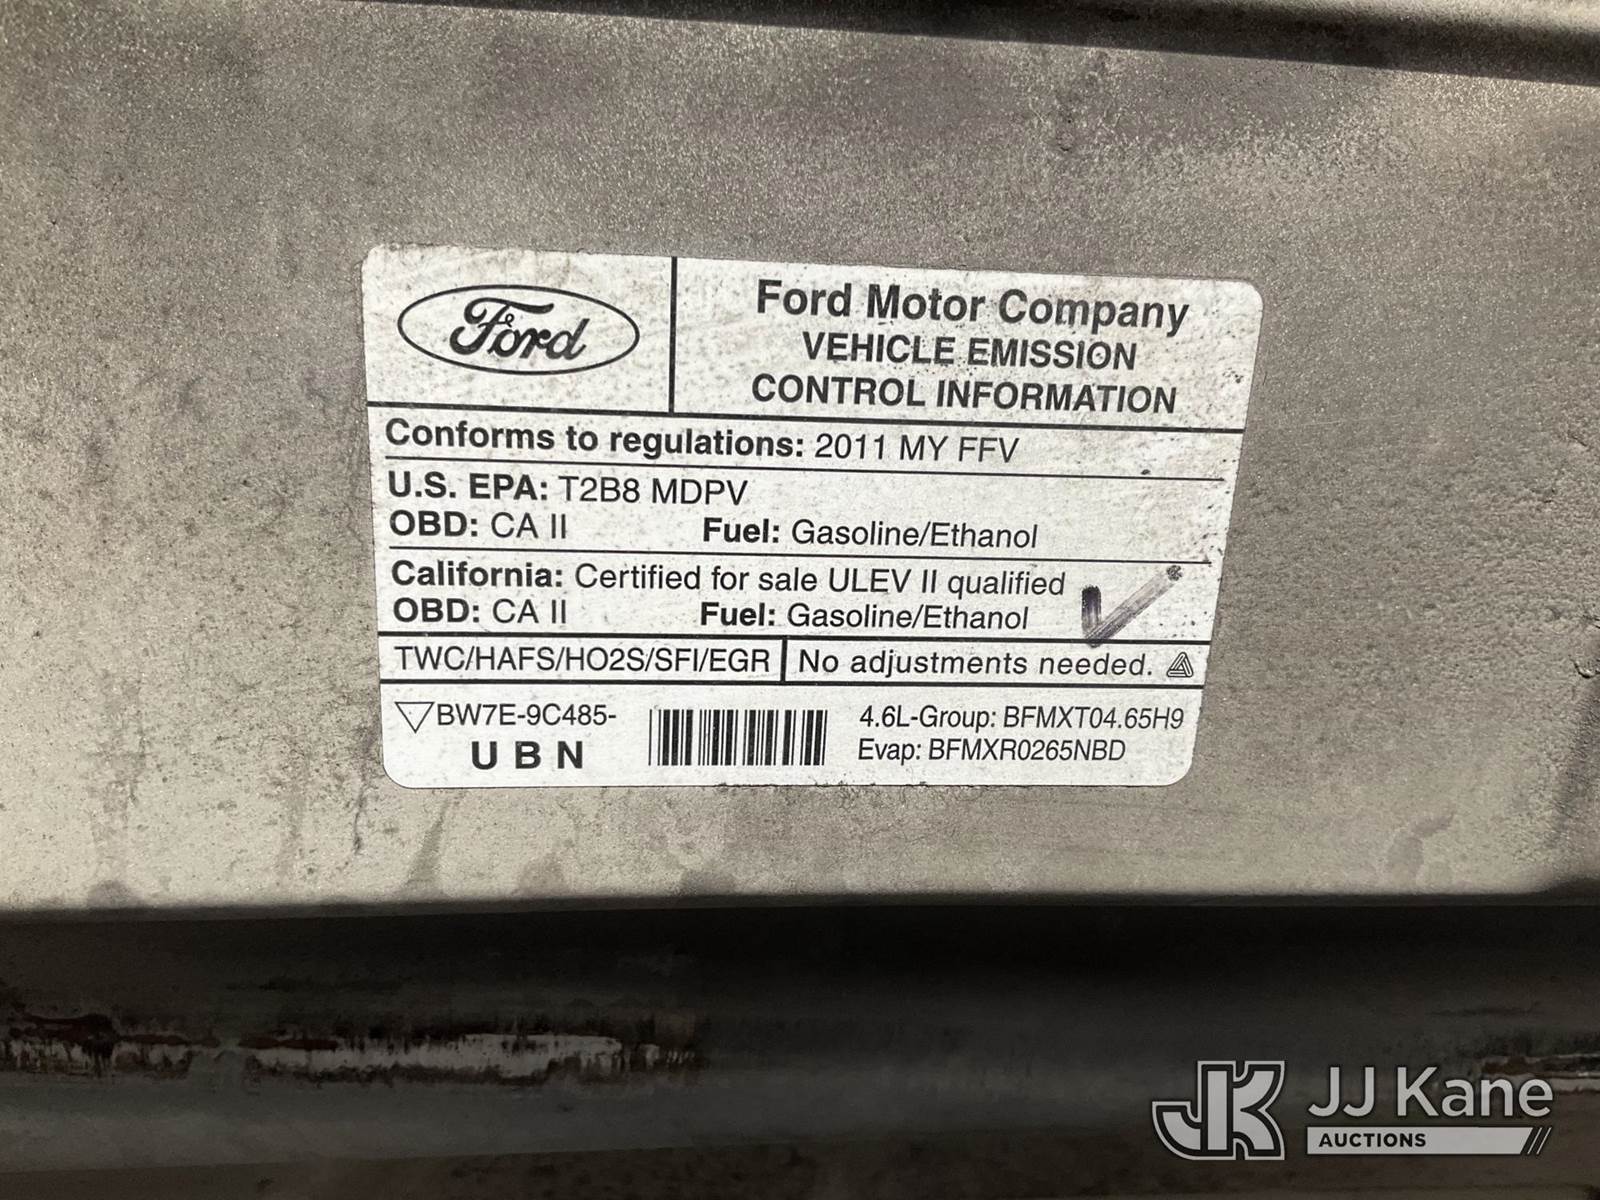 Ford
Ford Motor Company
VEHICLE EMISSION
CONTROL INFORMATION
Conforms to regulations: 2011 MY FFV
U.S. EPA: T2B8 MDPV
OBD: CA II Fuel: Gasoline/Ethanol
California: Certified for sale ULEV II qualified
OBD: CA II Fuel: Gasoline/Ethanol
TWC/HAFS/HO2S/SFI/EGR No adjustments needed.
BW7E-9C485-
UBN
4.6L-Group: BFMXT04.65H9
Evap: BFMXR0265NBD
JK JJ Kane
AUCTIONS